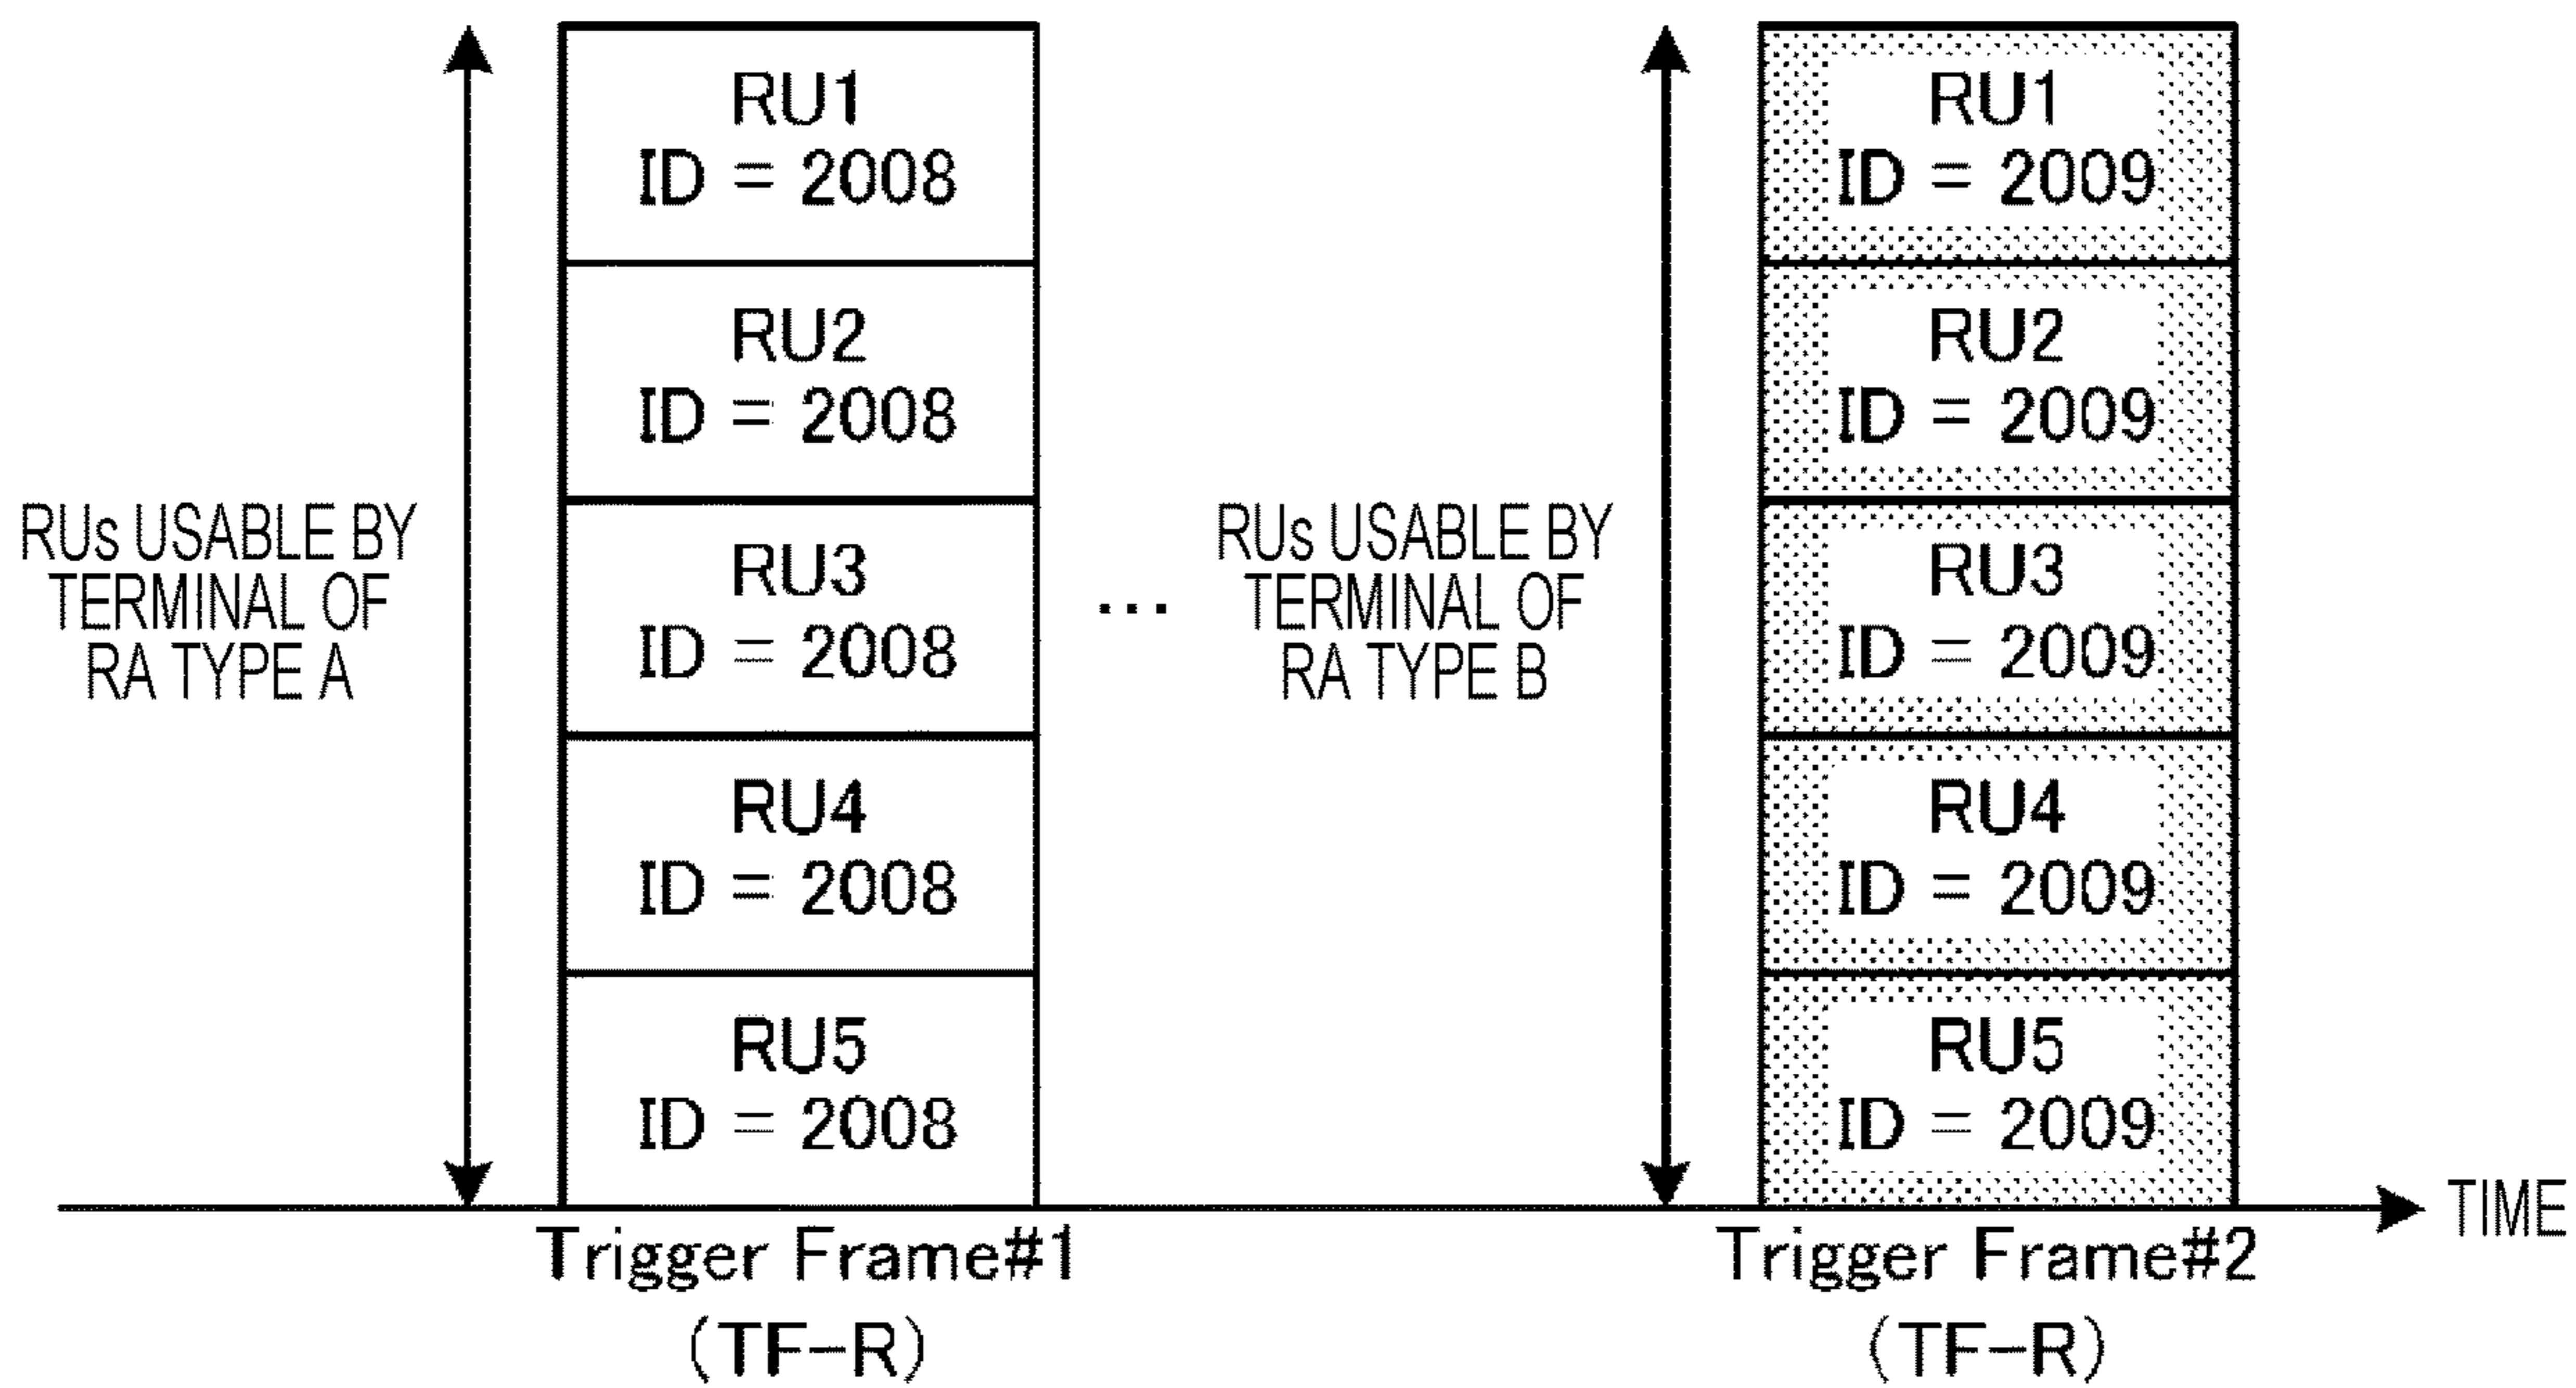 RUs USABLE BY
TERMINAL OF
RA TYPE A
RU1
ID = 2008
RU2
ID = 2008
RU3
ID = 2008
RU4
ID = 2008
RU5
ID = 2008
Trigger Frame#1
(TF-R)
...
RUs USABLE BY
TERMINAL OF
RA TYPE B
RU1
ID = 2009
RU2
ID = 2009
RU3
ID = 2009
RU4
ID = 2009
RU5
ID = 2009
Trigger Frame#2
(TF-R)
TIME